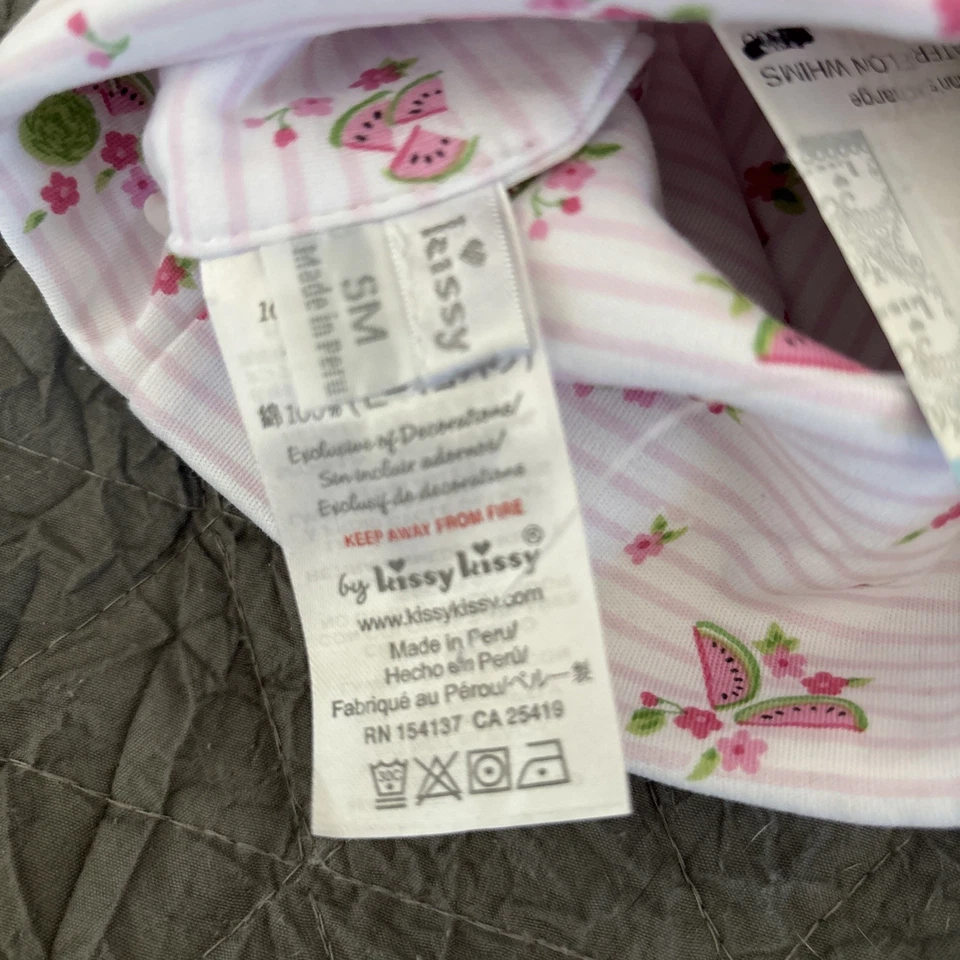 kissy
SM
Made in Peru
綿100%
Exclusive of Decorations/
Sin incluir adornos/
Exclusif de décorations
KEEP AWAY FROM FIRE
by kissy kissy®
www.kissykissy.com
Made in Peru/
Hecho en Perú/
Fabriqué au Pérou/ペルー製
RN 154137 CA 25419
30C
WHIMS